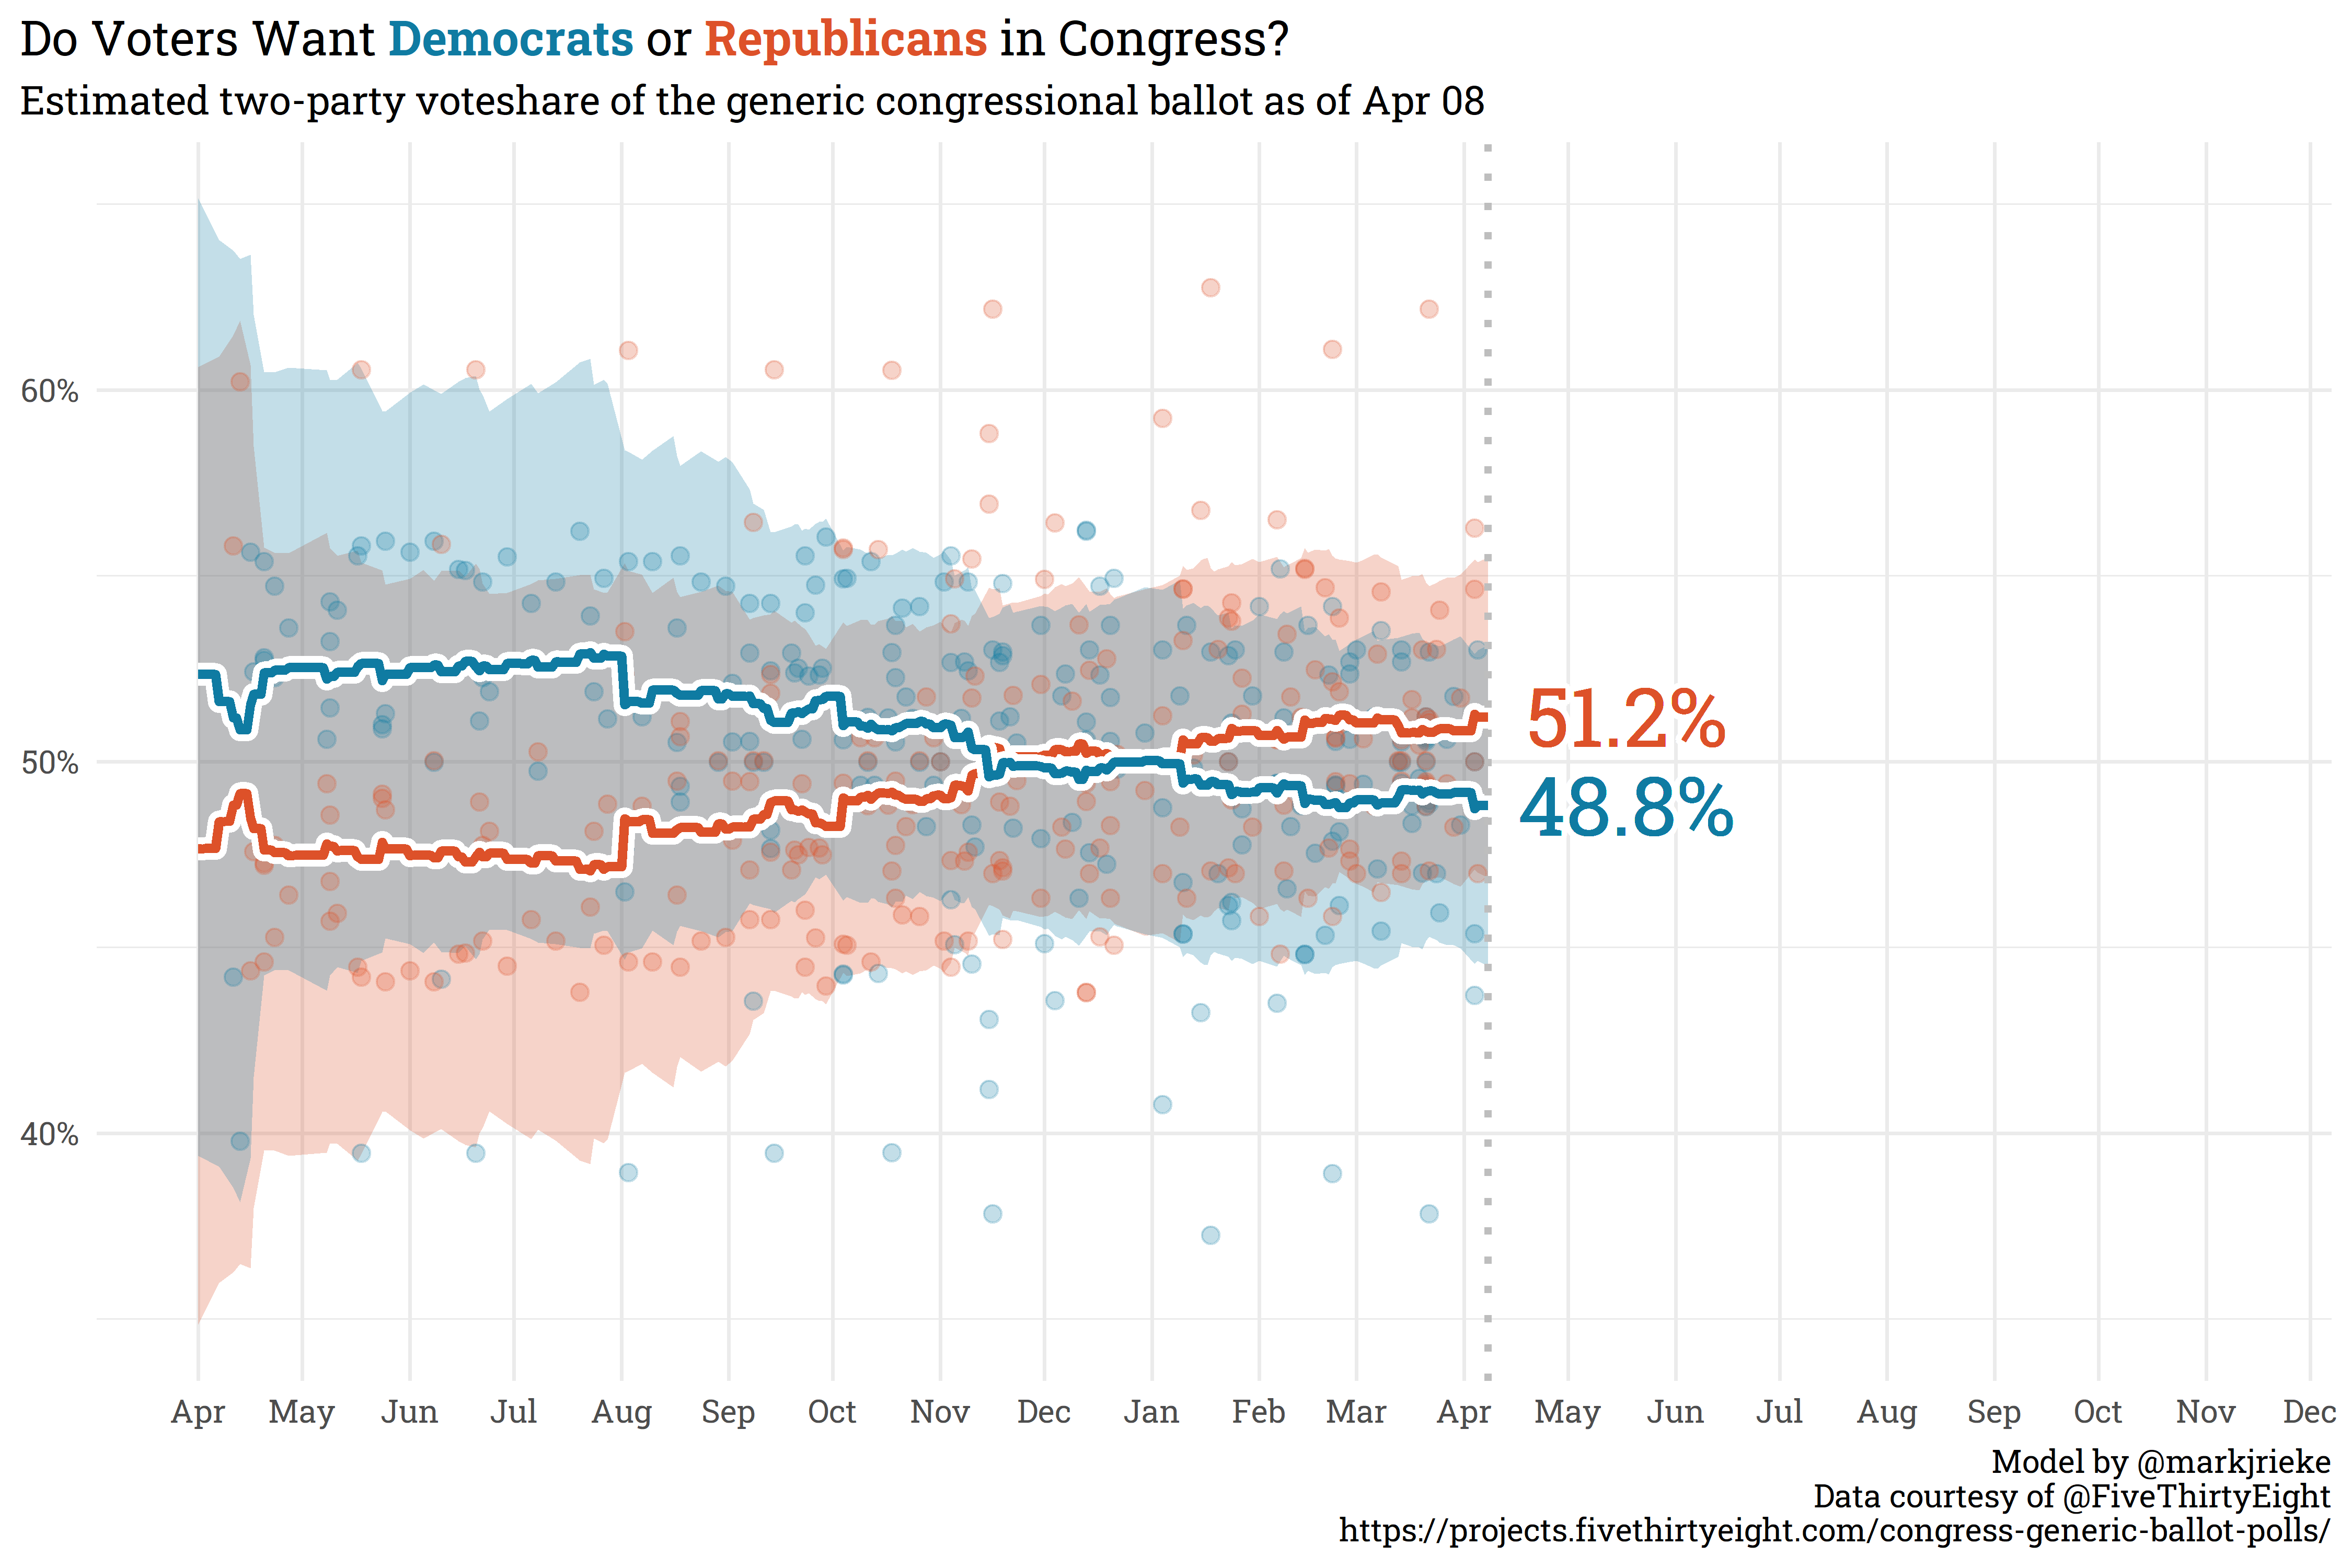 Do Voters Want Democrats or Republicans in Congress?
Estimated two-party voteshare of the generic congressional ballot as of Apr 08
60%
50%
40%
51.2%
48.8%
Apr May Jun Jul Aug Sep Oct Nov Dec Jan Feb Mar Apr May Jun Jul Aug Sep Oct Nov Dec
Model by @markjrieke
Data courtesy of @FiveThirtyEight
https://projects.fivethirtyeight.com/congress-generic-ballot-polls/